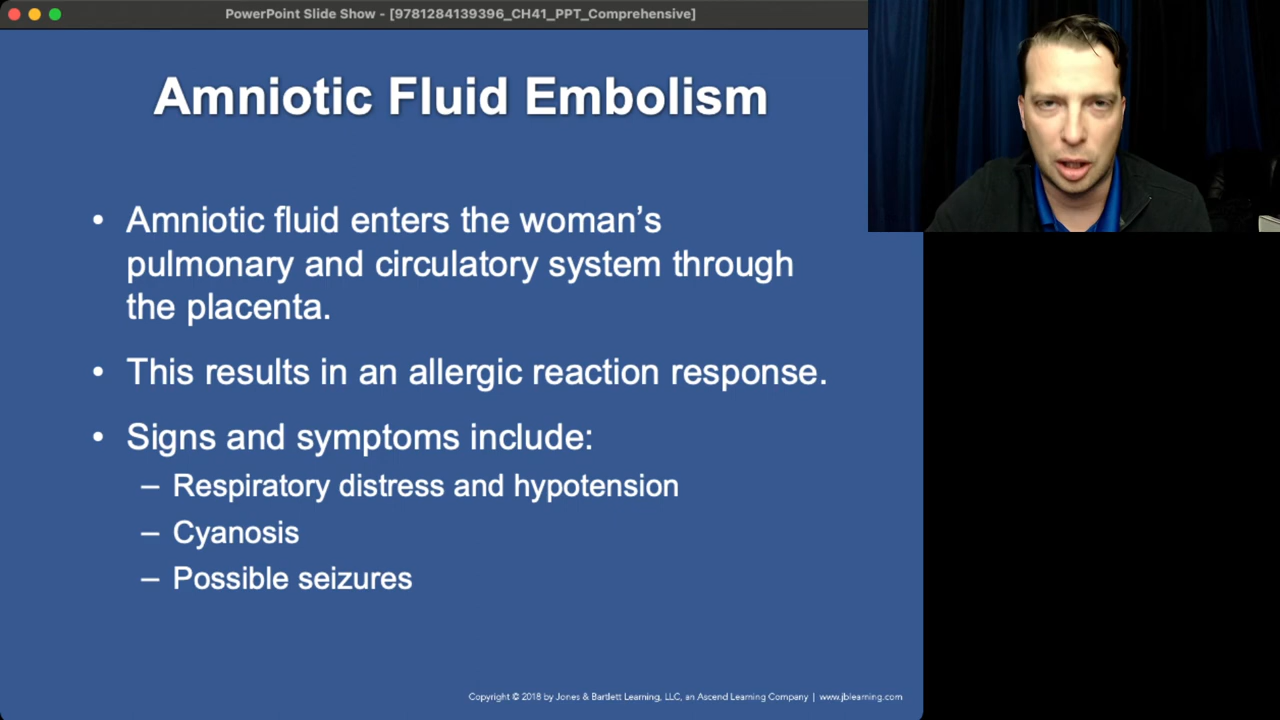 PowerPoint Slide Show - [9781284139396_CH41_PPT_Comprehensive]
Amniotic Fluid Embolism
• Amniotic fluid enters the woman’s
pulmonary and circulatory system through
the placenta.
• This results in an allergic reaction response.
• Signs and symptoms include:
– Respiratory distress and hypotension
– Cyanosis
– Possible seizures
Copyright © 2018 by Jones & Bartlett Learning, LLC, an Ascend Learning Company | www.jblearning.com